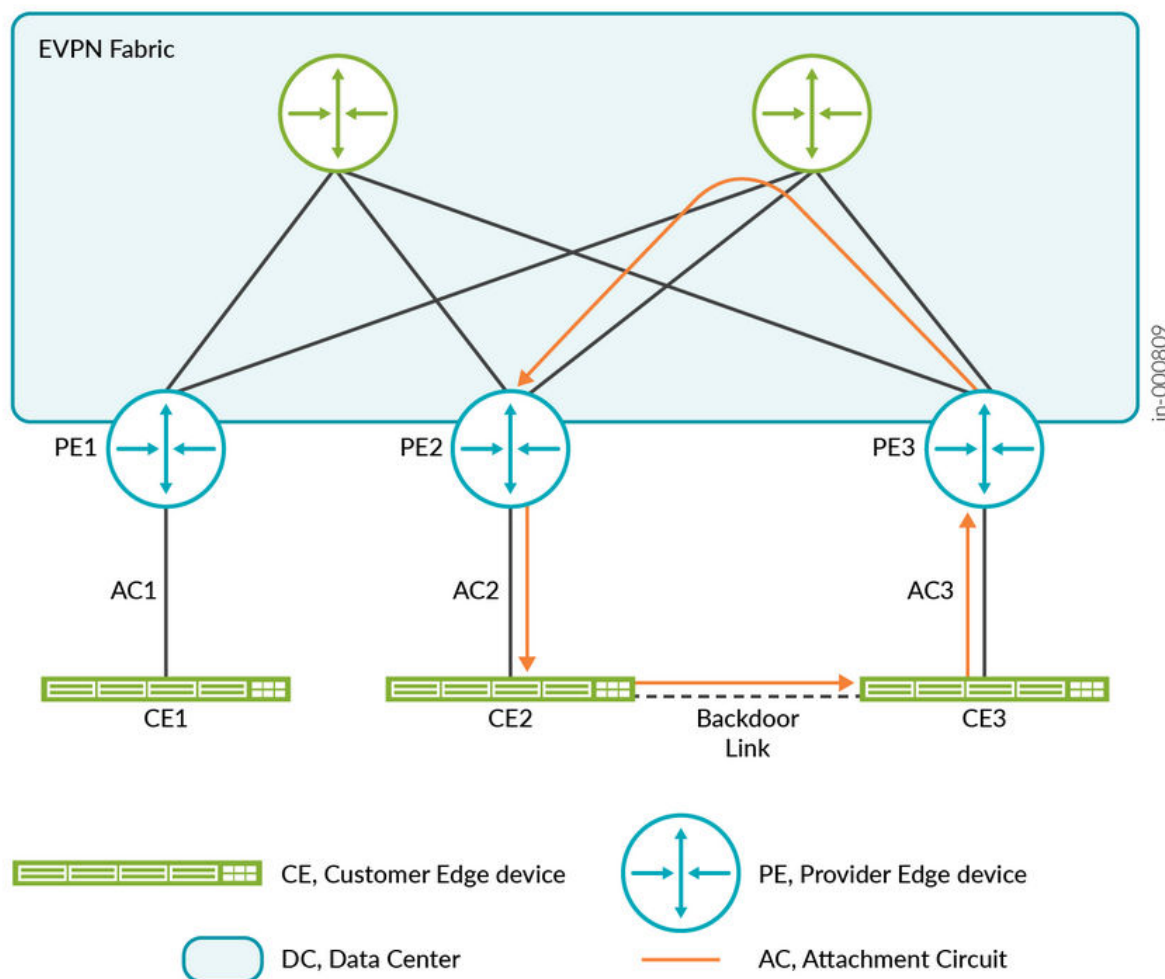 EVPN Fabric
jn-000809
PE1
PE2
PE3
AC1
AC2
AC3
CE1
CE2
Backdoor
Link
CE3
CE, Customer Edge device
PE, Provider Edge device
DC, Data Center
AC, Attachment Circuit